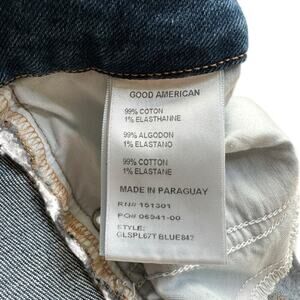 GOOD AMERICAN
99% COTON
1% ELASTHANNE
99% ALGODON
1% ELASTANO
99% COTTON
1% ELASTANE
MADE IN PARAGUAY
RN# 151301
PO# 06941-00
STYLE:
GLSPL67T BLUE847